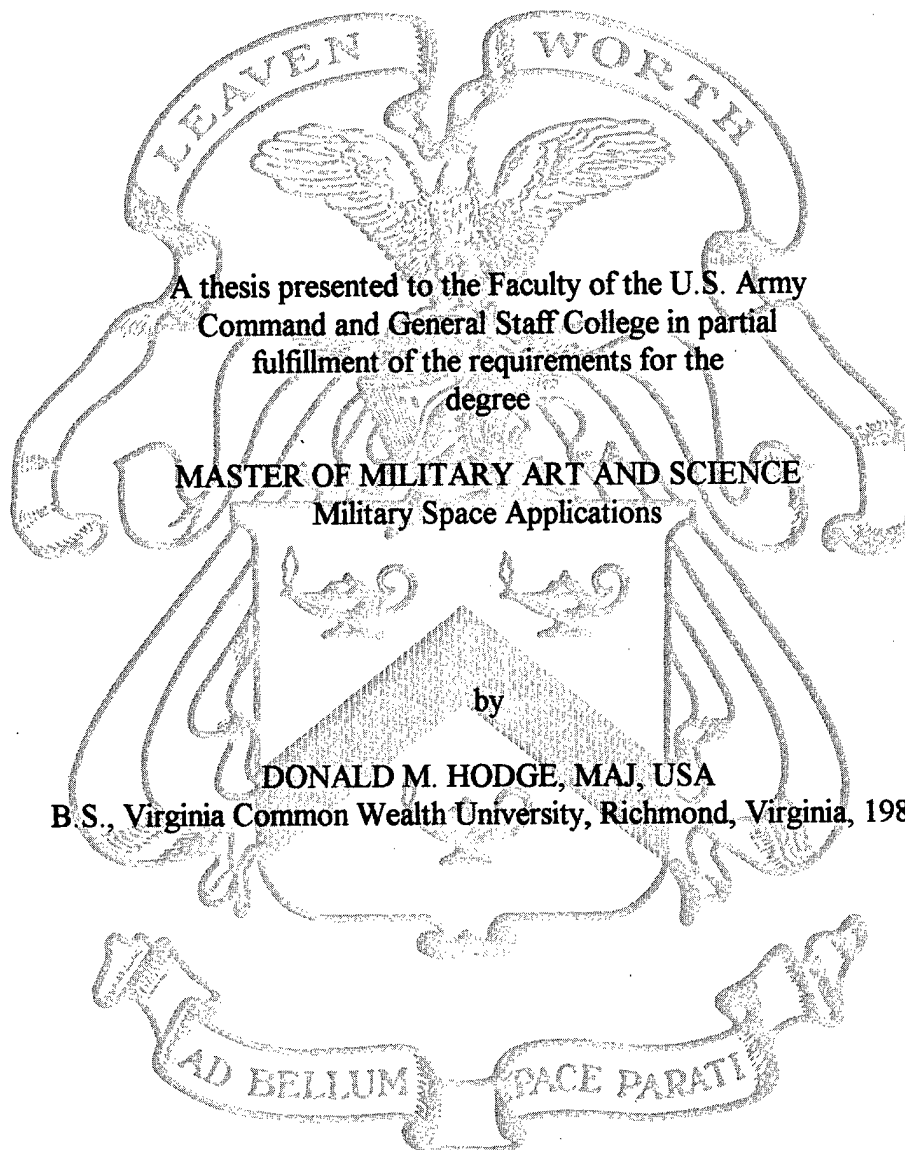 LEAVEN WORTH
A thesis presented to the Faculty of the U.S. Army
Command and General Staff College in partial
fulfillment of the requirements for the
degree
MASTER OF MILITARY ART AND SCIENCE
Military Space Applications
by
DONALD M. HODGE, MAJ, USA
B.S., Virginia Common Wealth University, Richmond, Virginia, 198
AD BELLUM PACE PARATI